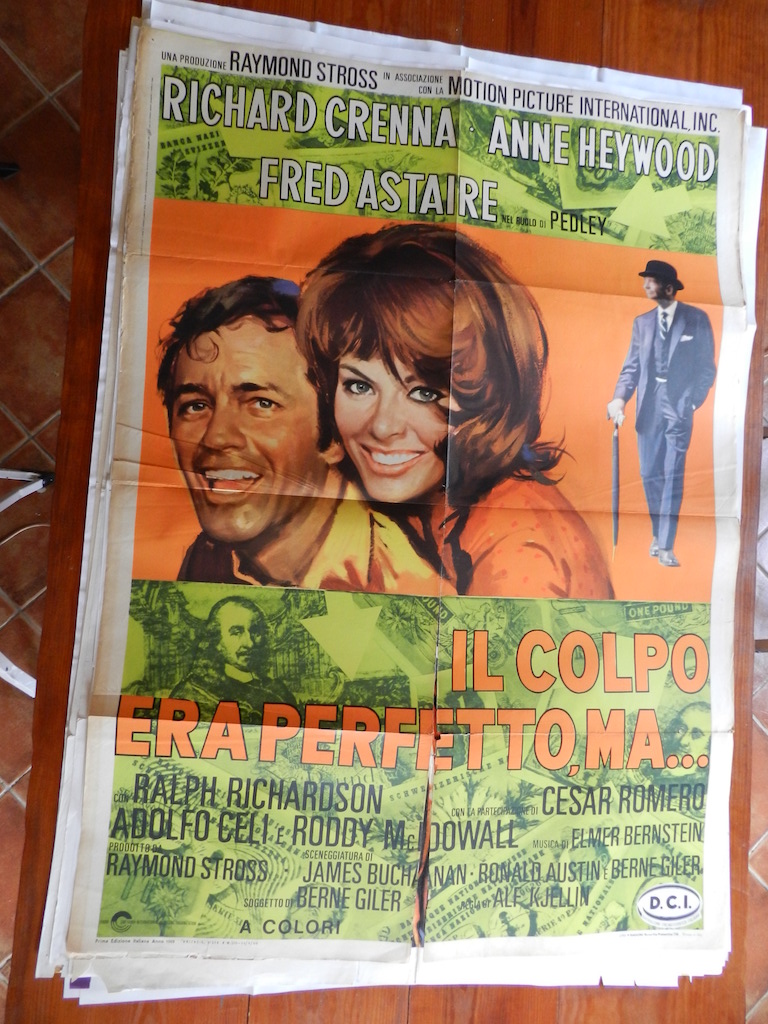 UNA PRODUZIONE RAYMOND STROSS IN ASSOCIAZIONE CON LA MOTION PICTURE INTERNATIONAL, INC.
RICHARD CRENNA ANNE HEYWOOD
FRED ASTAIRE NEL RUOLO DI PEDLEY
ONE POUND
IL COLPO
ERA PERFETTO, MA...
CON RALPH RICHARDSON CON LA PARTECIPAZIONE DI CESAR ROMERO
ADOLFO CELI E RODDY McDOWALL MUSICA DI ELMER BERNSTEIN
PRODOTTO DA RAYMOND STROSS · SCENEGGIATURA DI JAMES BUCHANAN · RONALD AUSTIN E BERNE GILER
SOGGETTO DI BERNE GILER REGIA DI ALF KJELLIN
A COLORI
D.C.I.